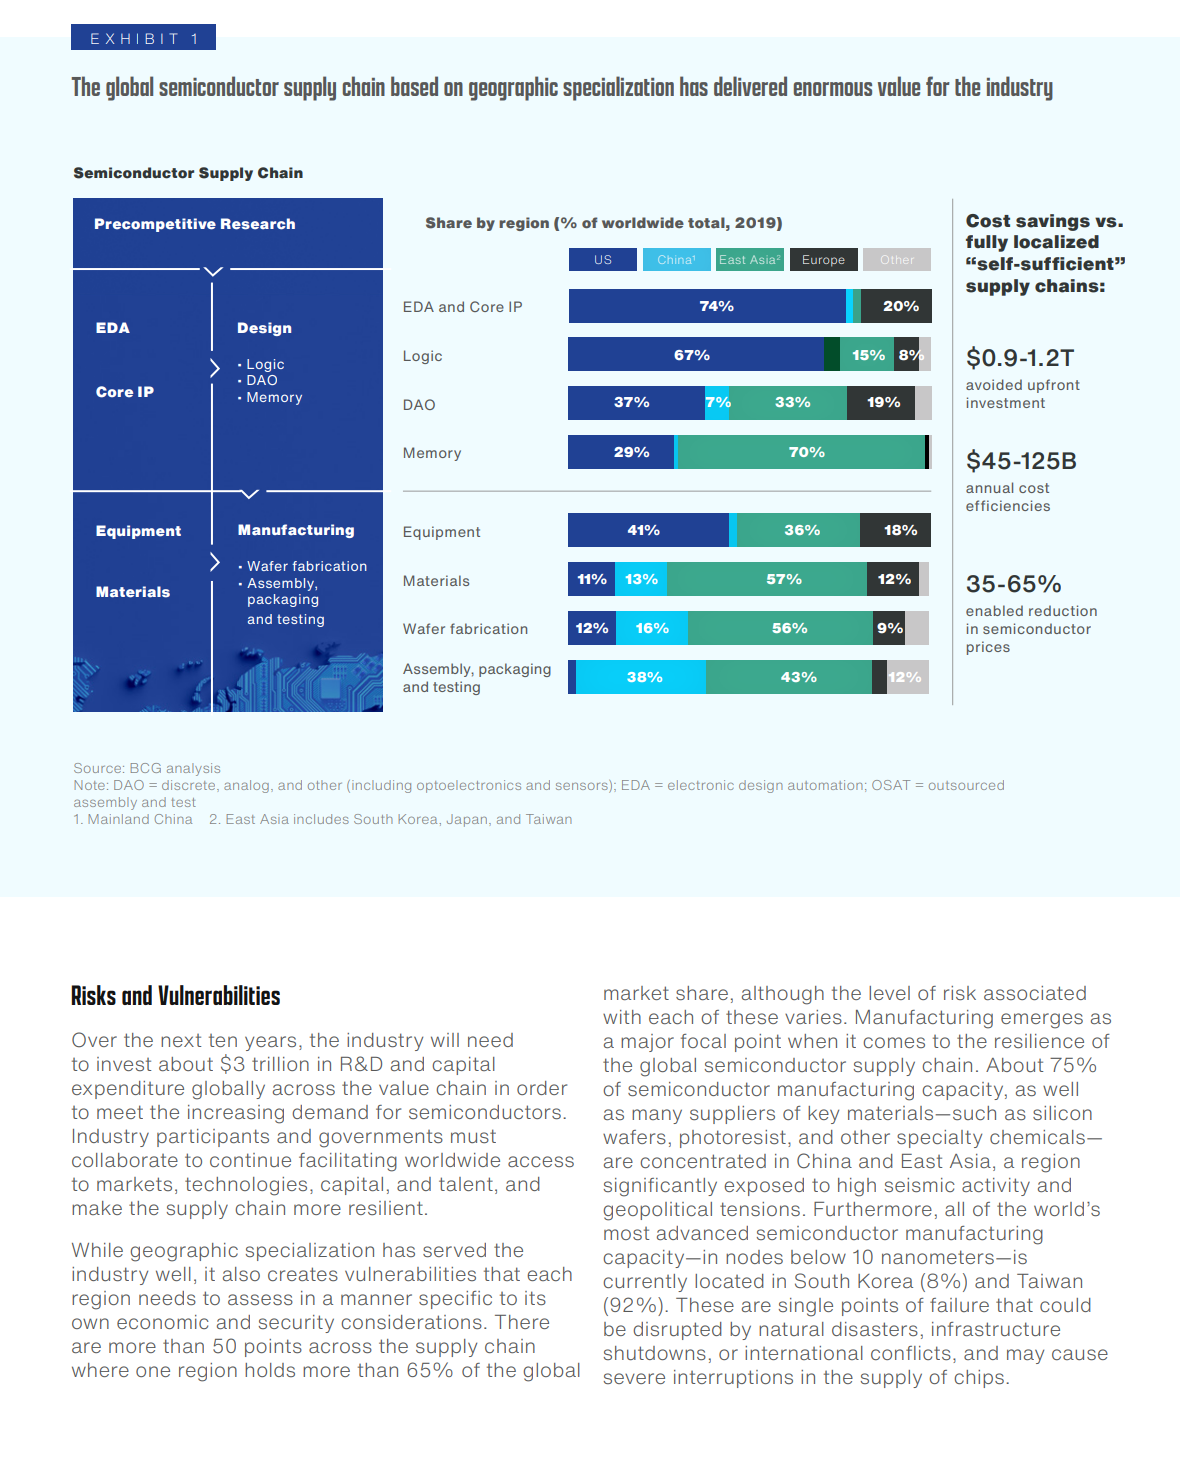 EXHIBIT 1
The global semiconductor supply chain based on geographic specialization has delivered enormous value for the industry
Semiconductor Supply Chain
Precompetitive Research
EDA
Core IP
Design
• Logic
• DAO
• Memory
Equipment
Materials
Manufacturing
• Wafer fabrication
• Assembly,
packaging
and testing
Share by region (% of worldwide total, 2019)
US China¹ East Asia² Europe Other
EDA and Core IP 74% 20%
Logic 67% 15% 8%
DAO 37% 7% 33% 19%
Memory 29% 70%
Equipment 41% 36% 18%
Materials 11% 13% 57% 12%
Wafer fabrication 12% 16% 56% 9%
Assembly, packaging
and testing 38% 43% 12%
Cost savings vs.
fully localized
“self-sufficient”
supply chains:
$0.9-1.2T
avoided upfront
investment
$45-125B
annual cost
efficiencies
35-65%
enabled reduction
in semiconductor
prices
Source: BCG analysis
Note: DAO = discrete, analog, and other (including optoelectronics and sensors); EDA = electronic design automation; OSAT = outsourced
assembly and test
1. Mainland China 2. East Asia includes South Korea, Japan, and Taiwan
Risks and Vulnerabilities
Over the next ten years, the industry will need
to invest about $3 trillion in R&D and capital
expenditure globally across the value chain in order
to meet the increasing demand for semiconductors.
Industry participants and governments must
collaborate to continue facilitating worldwide access
to markets, technologies, capital, and talent, and
make the supply chain more resilient.
While geographic specialization has served the
industry well, it also creates vulnerabilities that each
region needs to assess in a manner specific to its
own economic and security considerations. There
are more than 50 points across the supply chain
where one region holds more than 65% of the global
market share, although the level of risk associated
with each of these varies. Manufacturing emerges as
a major focal point when it comes to the resilience of
the global semiconductor supply chain. About 75%
of semiconductor manufacturing capacity, as well
as many suppliers of key materials—such as silicon
wafers, photoresist, and other specialty chemicals—
are concentrated in China and East Asia, a region
significantly exposed to high seismic activity and
geopolitical tensions. Furthermore, all of the world’s
most advanced semiconductor manufacturing
capacity—in nodes below 10 nanometers—is
currently located in South Korea (8%) and Taiwan
(92%). These are single points of failure that could
be disrupted by natural disasters, infrastructure
shutdowns, or international conflicts, and may cause
severe interruptions in the supply of chips.